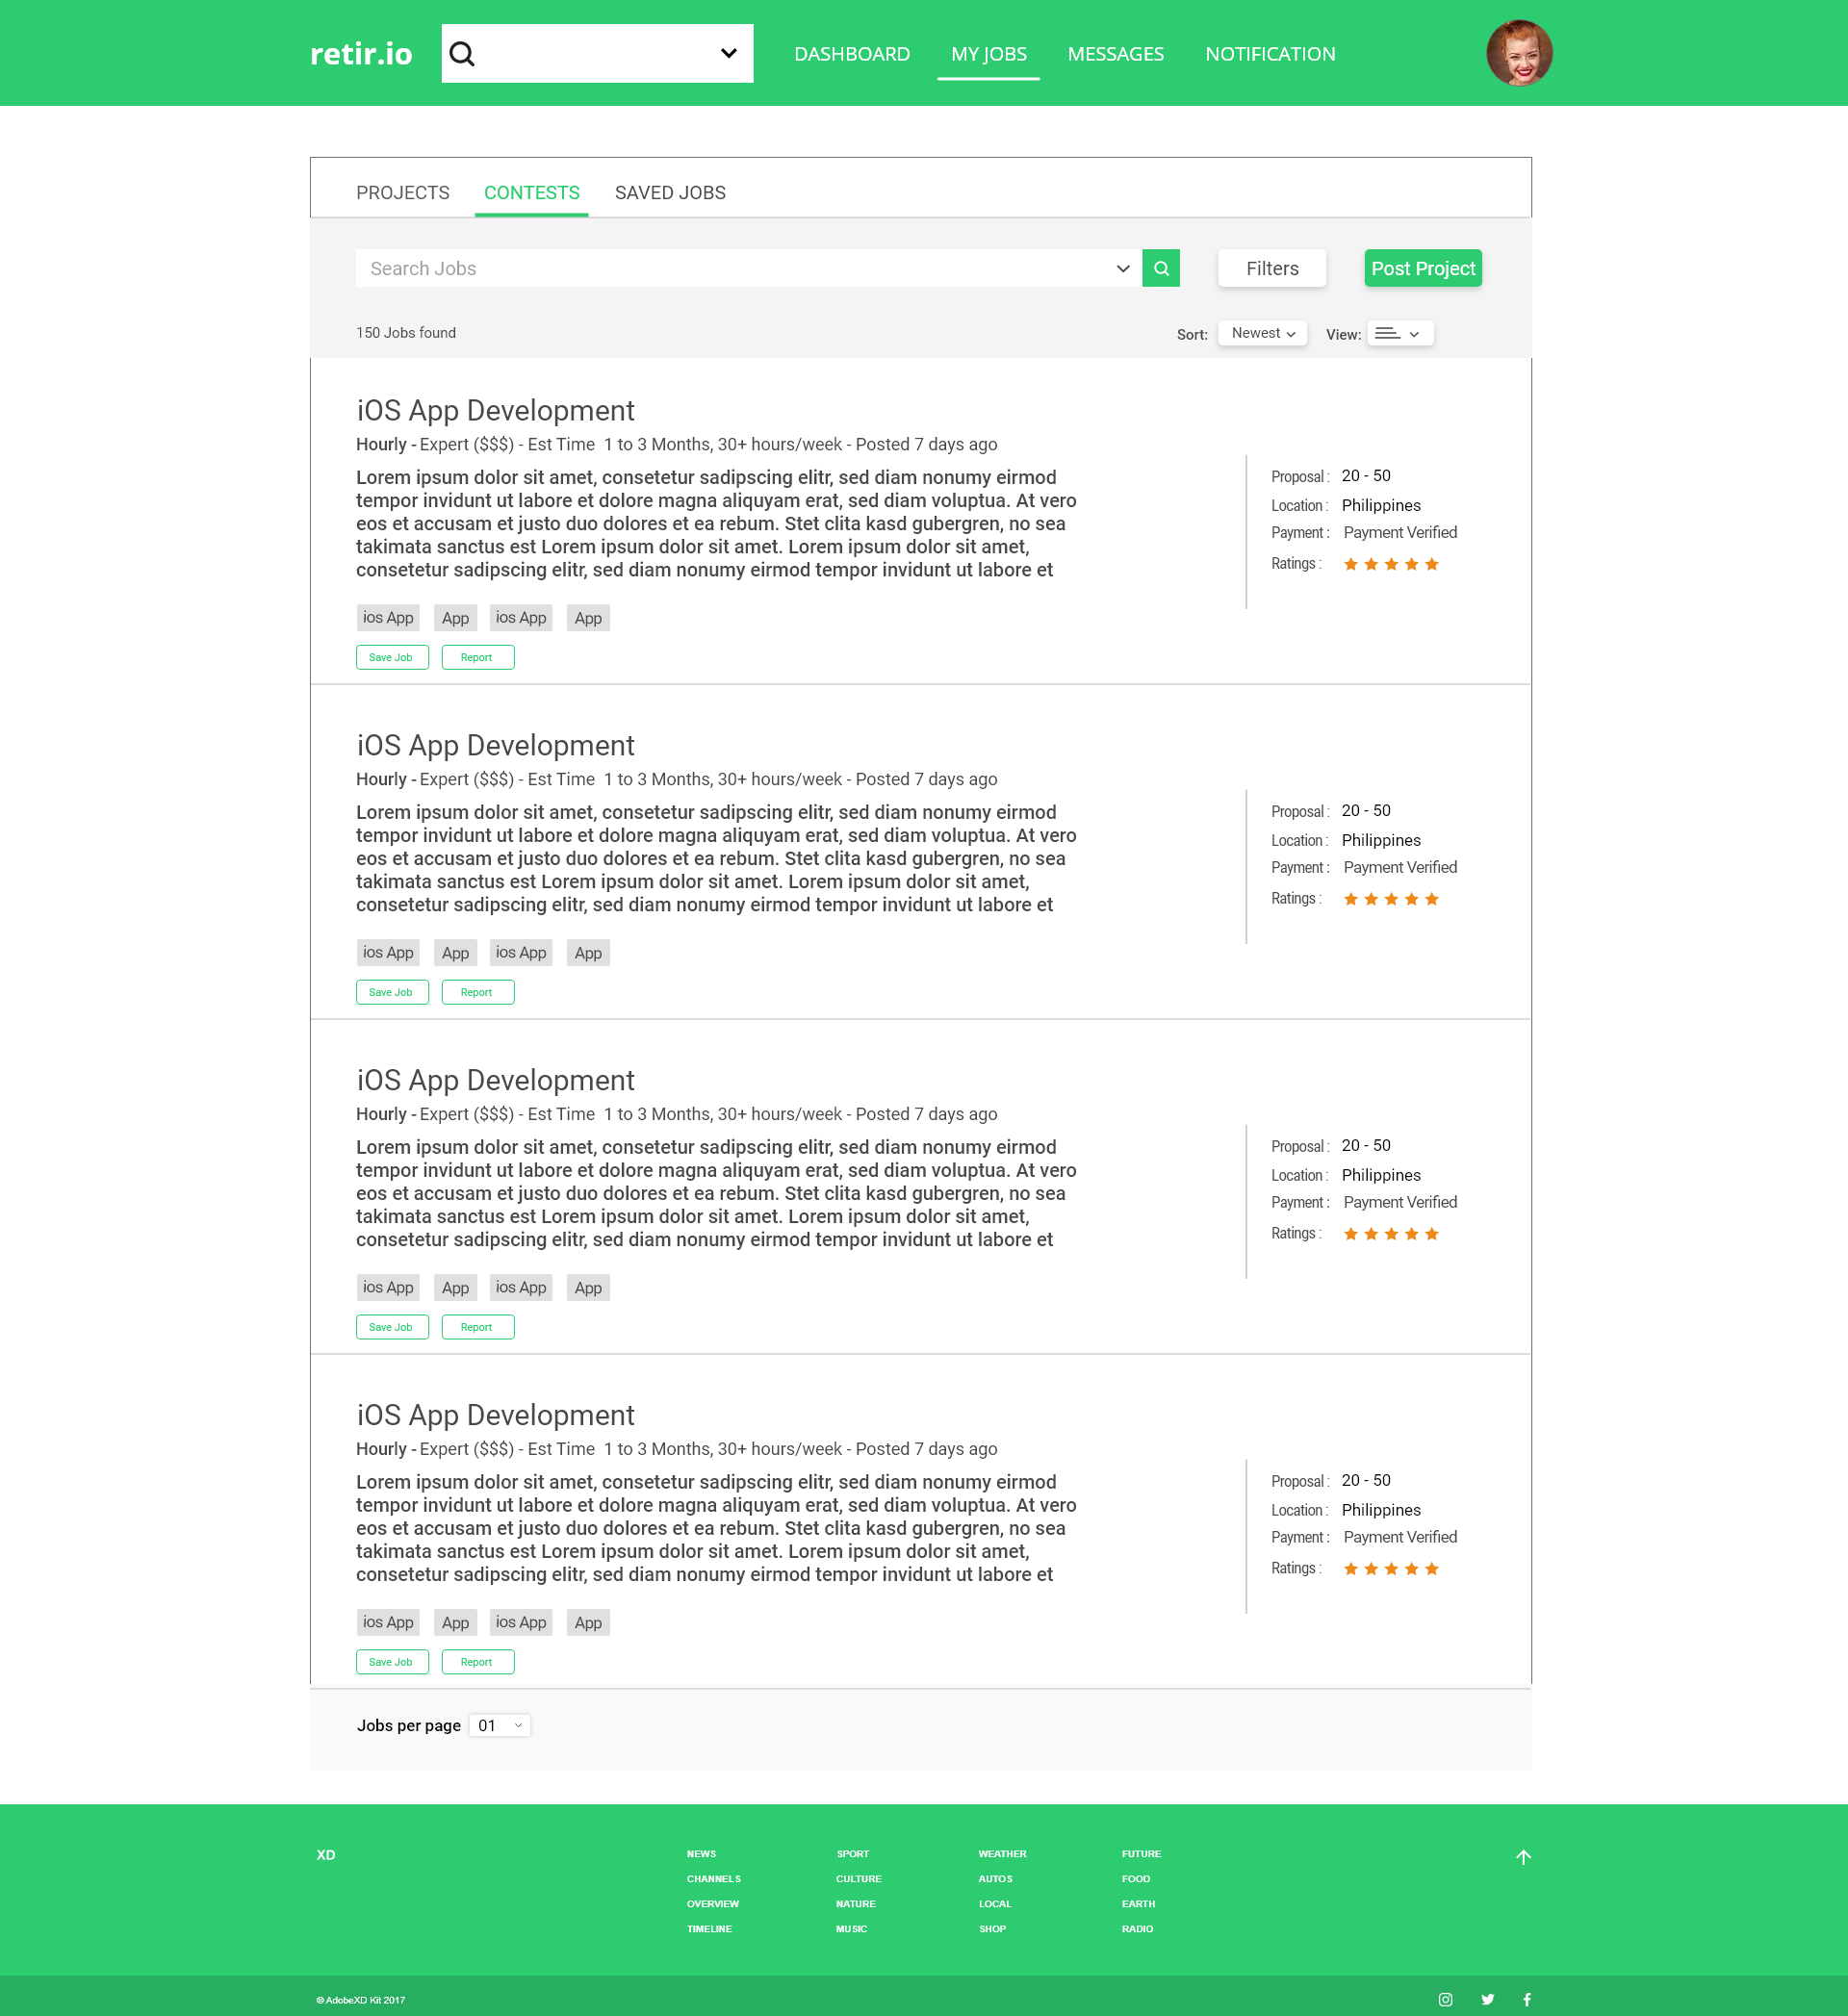 retir.io DASHBOARD MY JOBS MESSAGES NOTIFICATION
PROJECTS CONTESTS SAVED JOBS
Search Jobs Filters Post Project
150 Jobs found Sort: Newest View:
iOS App Development
Hourly - Expert ($$$) - Est Time 1 to 3 Months, 30+ hours/week - Posted 7 days ago
Lorem ipsum dolor sit amet, consetetur sadipscing elitr, sed diam nonumy eirmod
tempor invidunt ut labore et dolore magna aliquyam erat, sed diam voluptua. At vero
eos et accusam et justo duo dolores et ea rebum. Stet clita kasd gubergren, no sea
takimata sanctus est Lorem ipsum dolor sit amet. Lorem ipsum dolor sit amet,
consetetur sadipscing elitr, sed diam nonumy eirmod tempor invidunt ut labore et
Proposal : 20 - 50
Location : Philippines
Payment : Payment Verified
Ratings :
ios App App ios App App
Save Job Report
iOS App Development
Hourly - Expert ($$$) - Est Time 1 to 3 Months, 30+ hours/week - Posted 7 days ago
Lorem ipsum dolor sit amet, consetetur sadipscing elitr, sed diam nonumy eirmod
tempor invidunt ut labore et dolore magna aliquyam erat, sed diam voluptua. At vero
eos et accusam et justo duo dolores et ea rebum. Stet clita kasd gubergren, no sea
takimata sanctus est Lorem ipsum dolor sit amet. Lorem ipsum dolor sit amet,
consetetur sadipscing elitr, sed diam nonumy eirmod tempor invidunt ut labore et
Proposal : 20 - 50
Location : Philippines
Payment : Payment Verified
Ratings :
ios App App ios App App
Save Job Report
iOS App Development
Hourly - Expert ($$$) - Est Time 1 to 3 Months, 30+ hours/week - Posted 7 days ago
Lorem ipsum dolor sit amet, consetetur sadipscing elitr, sed diam nonumy eirmod
tempor invidunt ut labore et dolore magna aliquyam erat, sed diam voluptua. At vero
eos et accusam et justo duo dolores et ea rebum. Stet clita kasd gubergren, no sea
takimata sanctus est Lorem ipsum dolor sit amet. Lorem ipsum dolor sit amet,
consetetur sadipscing elitr, sed diam nonumy eirmod tempor invidunt ut labore et
Proposal : 20 - 50
Location : Philippines
Payment : Payment Verified
Ratings :
ios App App ios App App
Save Job Report
iOS App Development
Hourly - Expert ($$$) - Est Time 1 to 3 Months, 30+ hours/week - Posted 7 days ago
Lorem ipsum dolor sit amet, consetetur sadipscing elitr, sed diam nonumy eirmod
tempor invidunt ut labore et dolore magna aliquyam erat, sed diam voluptua. At vero
eos et accusam et justo duo dolores et ea rebum. Stet clita kasd gubergren, no sea
takimata sanctus est Lorem ipsum dolor sit amet. Lorem ipsum dolor sit amet,
consetetur sadipscing elitr, sed diam nonumy eirmod tempor invidunt ut labore et
Proposal : 20 - 50
Location : Philippines
Payment : Payment Verified
Ratings :
ios App App ios App App
Save Job Report
Jobs per page 01
XD NEWS SPORT WEATHER FUTURE
CHANNELS CULTURE AUTOS FOOD
OVERVIEW NATURE LOCAL EARTH
TIMELINE MUSIC SHOP RADIO
© AdobeXD Kit 2017